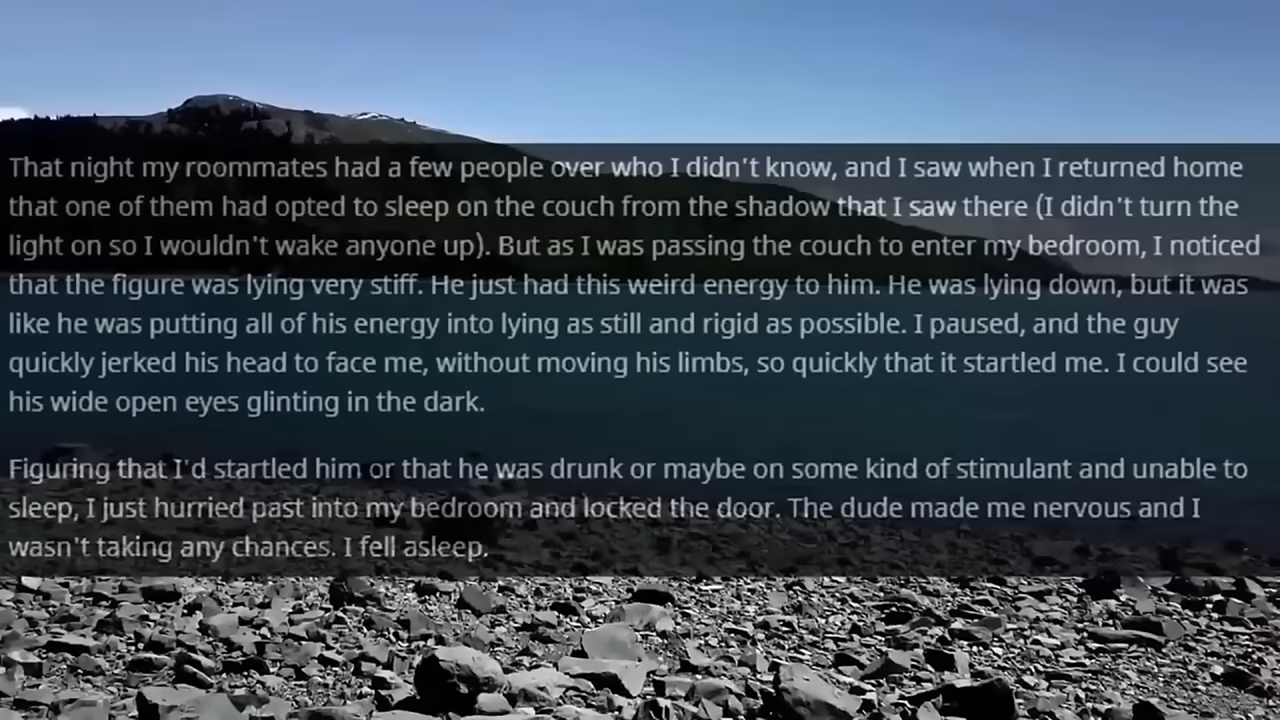 That night my roommates had a few people over who I didn't know, and I saw when I returned home
that one of them had opted to sleep on the couch from the shadow that I saw there (I didn't turn the
light on so I wouldn't wake anyone up). But as I was passing the couch to enter my bedroom, I noticed
that the figure was lying very stiff. He just had this weird energy to him. He was lying down, but it was
like he was putting all of his energy into lying as still and rigid as possible. I paused, and the guy
quickly jerked his head to face me, without moving his limbs, so quickly that it startled me. I could see
his wide open eyes glinting in the dark.
Figuring that I'd startled him or that he was drunk or maybe on some kind of stimulant and unable to
sleep, I just hurried past into my bedroom and locked the door. The dude made me nervous and I
wasn't taking any chances. I fell asleep.